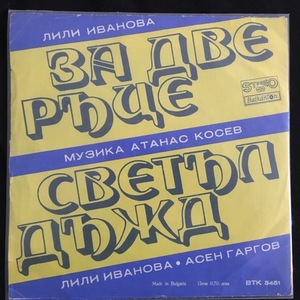 ЛИЛИ ИВАНОВА
ЗА ДВЕ
РЪЦЕ
STEREO
Balkanton
МУЗИКА АТАНАС КОСЕВ
СВЕТЪЛ
ДЪЖД
ЛИЛИ ИВАНОВА • АСЕН ГАРГОВ
Made in Bulgaria
ВТК 3451